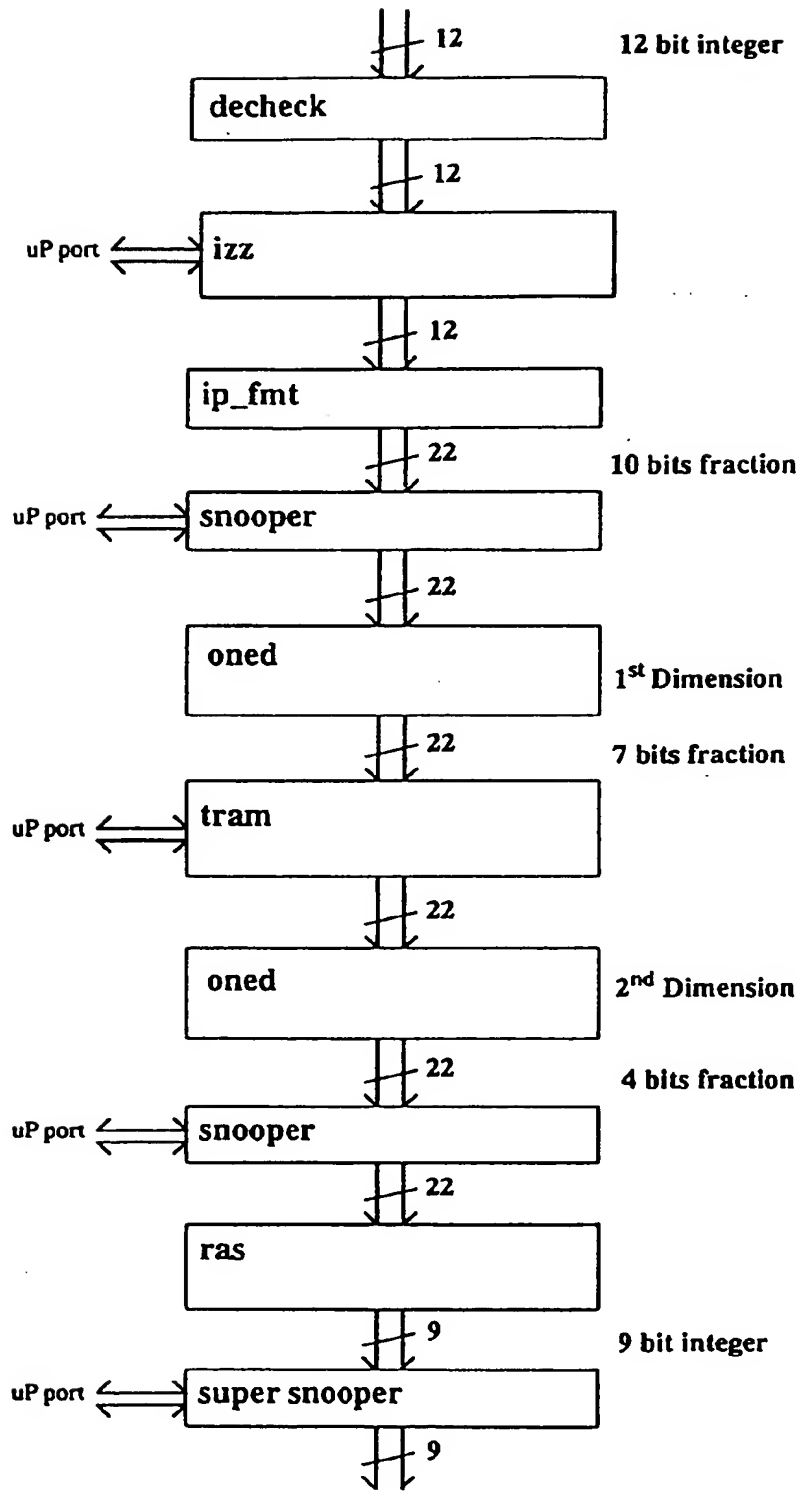 12
12 bit integer
decheck
12
uP port
izz
12
ip_fmt
22
10 bits fraction
uP port
snooper
22
oned
1st Dimension
22
7 bits fraction
uP port
tram
22
oned
2nd Dimension
22
4 bits fraction
uP port
snooper
22
ras
9
9 bit integer
uP port
super snooper
9